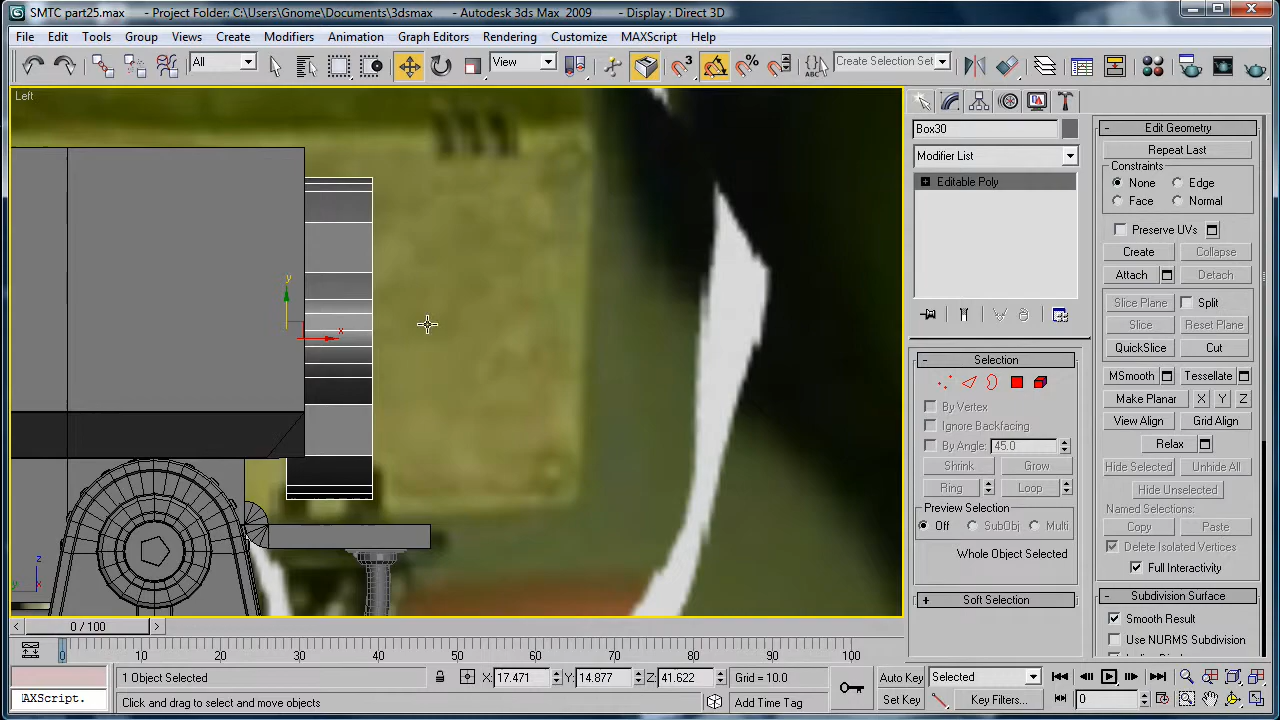 SMTC part25.max - Project Folder: C:\Users\Gnome\Documents\3dsmax - Autodesk 3ds Max 2009 - Display : Direct 3D
File Edit Tools Group Views Create Modifiers Animation Graph Editors Rendering Customize MAXScript Help
All View 3 % ABC Create Selection Set
Left
Box30
Modifier List
Editable Poly
Selection
By Vertex
Ignore Backfacing
By Angle: 45.0
Shrink Grow
Ring Loop
Preview Selection
Off SubObj Multi
Whole Object Selected
Soft Selection
Edit Geometry
Repeat Last
Constraints
None Edge
Face Normal
Preserve UVs
Create Collapse
Attach Detach
Slice Plane Split
Slice Reset Plane
QuickSlice Cut
MSmooth Tessellate
Make Planar X Y Z
View Align Grid Align
Relax
Hide Selected Unhide All
Hide Unselected
Named Selections:
Copy Paste
Delete Isolated Vertices
Full Interactivity
Subdivision Surface
Smooth Result
Use NURMS Subdivision
y
x
z
y x
< 0 / 100 >
0 10 20 30 40 50 60 70 80 90 100
1 Object Selected X: 17.471 Y: 14.877 Z: 41.622 Grid = 10.0 Auto Key Selected
AXScript. Click and drag to select and move objects Add Time Tag Set Key Key Filters... 0